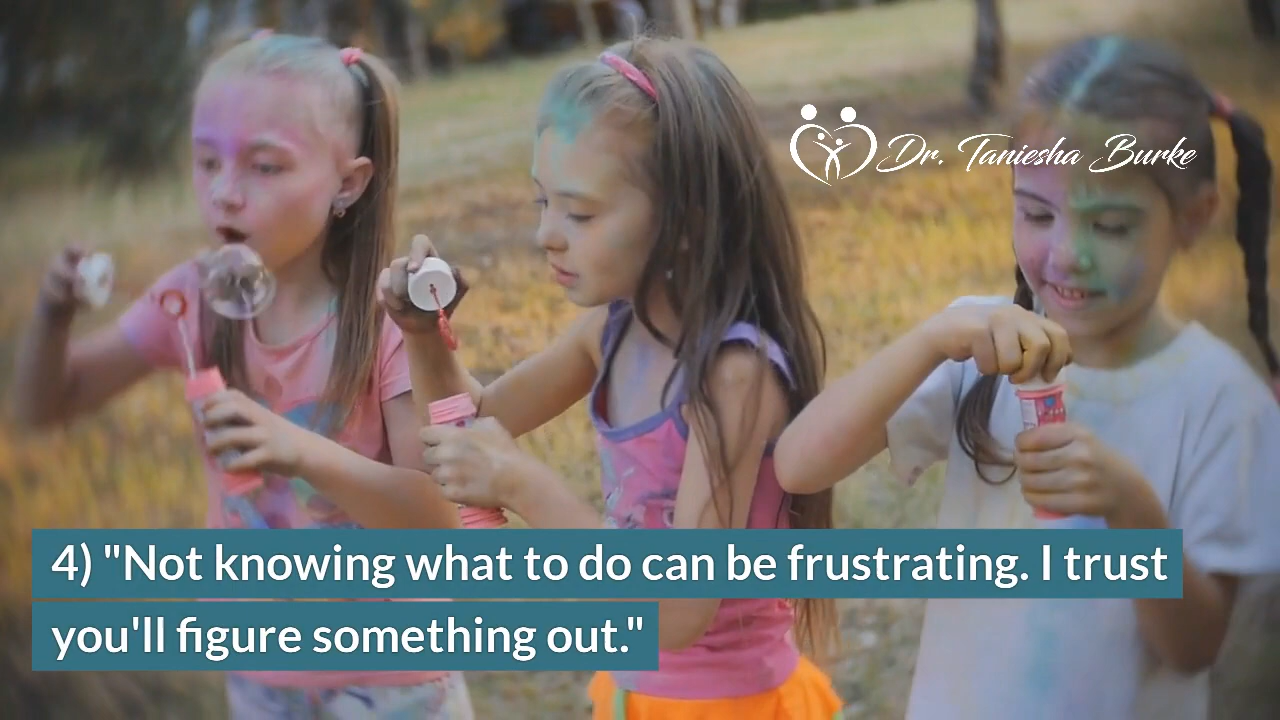 Dr. Taniesha Burke
4) "Not knowing what to do can be frustrating. I trust
you'll figure something out."